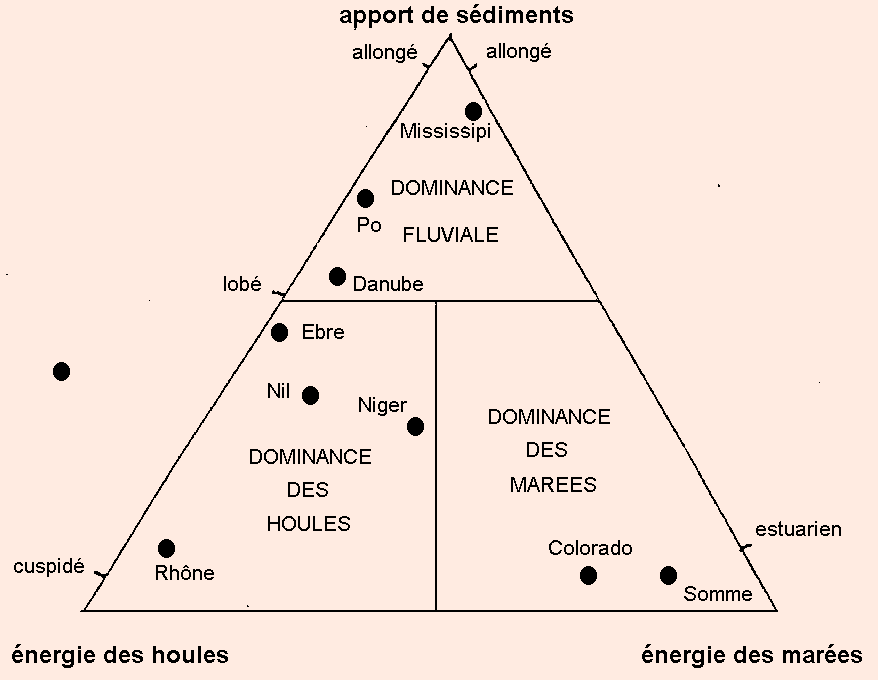 apport de sédiments
allongé
allongé
Mississipi
DOMINANCE
FLUVIALE
Po
lobé
Danube
Ebre
Nil
Niger
DOMINANCE
DES
HOULES
DOMINANCE
DES
MAREES
estuarien
Colorado
cuspidé
Rhône
Somme
énergie des houles
énergie des marées